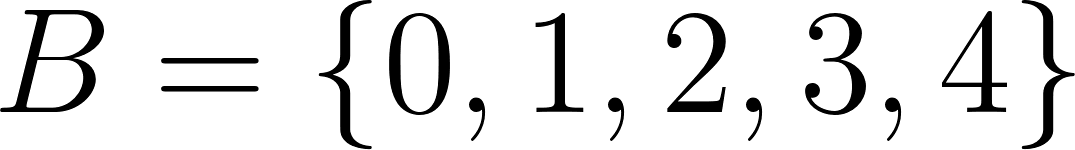 B = {0, 1, 2, 3, 4}